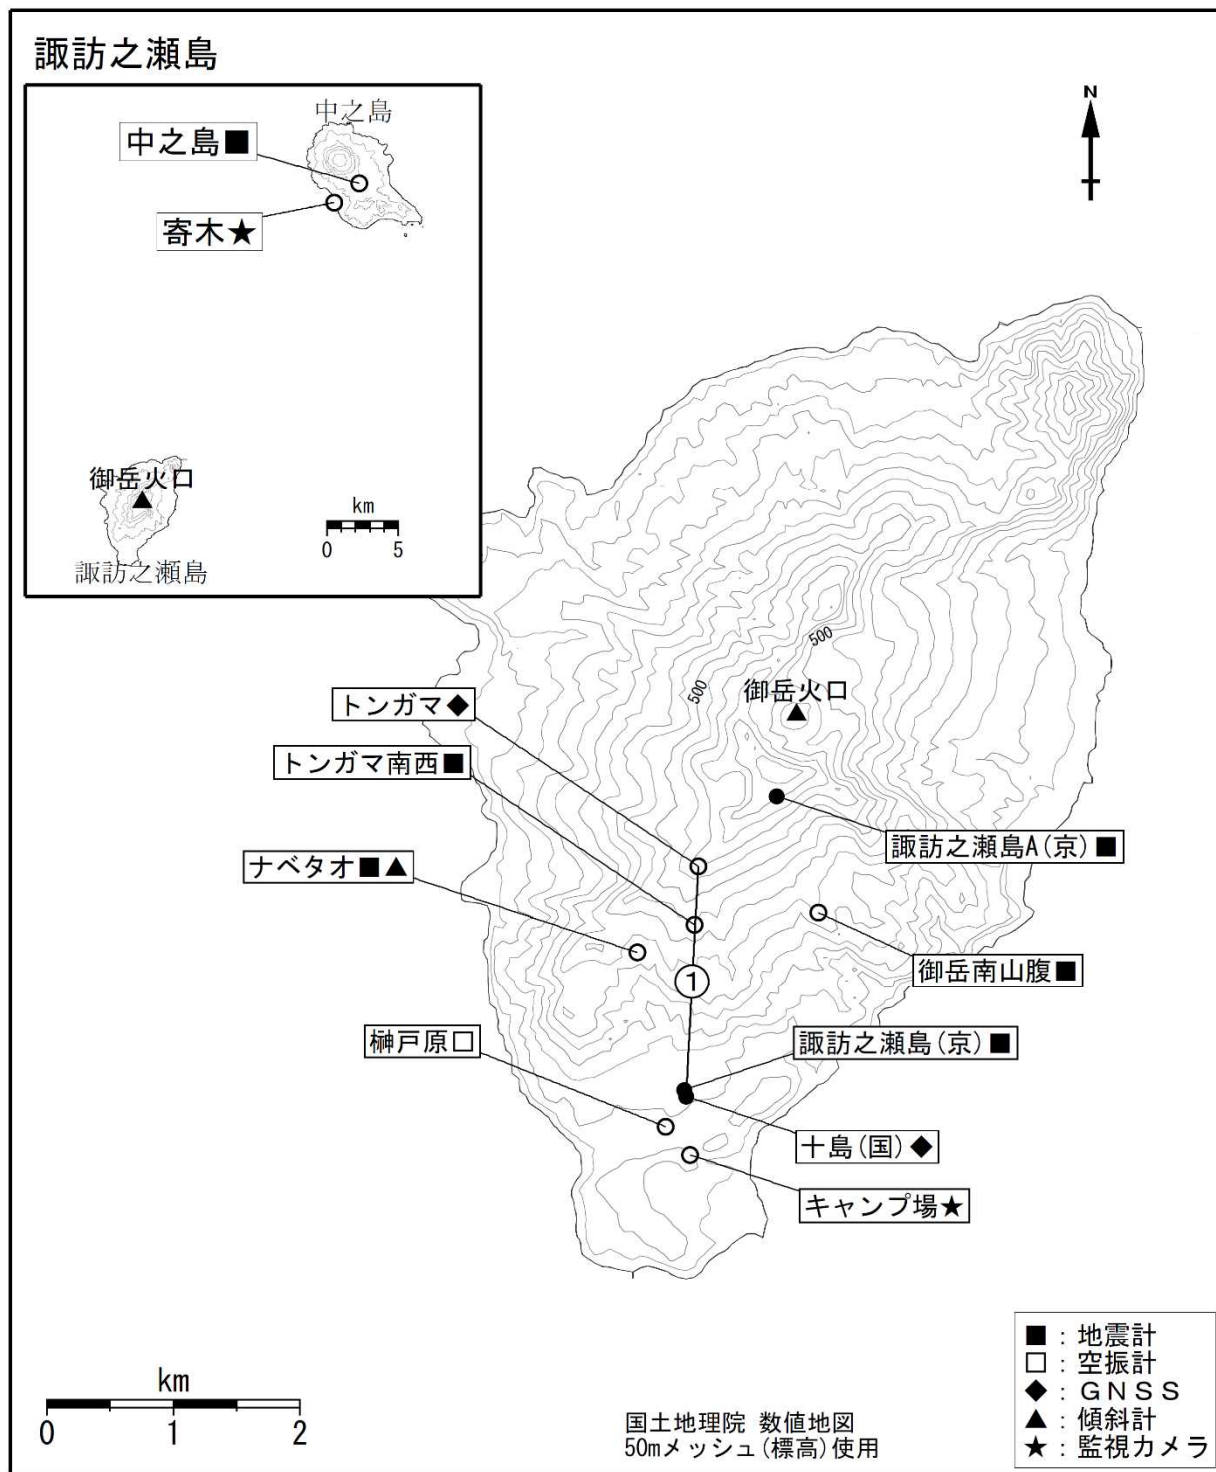 諏訪之瀬島
中之島
中之島■
寄木★
御岳火口
諏訪之瀬島
km
0 5
N
500
500
御岳火口
トンガマ◆
トンガマ南西■
諏訪之瀬島A(京)■
ナベタオ■▲
御岳南山腹■
①
榊戸原□
諏訪之瀬島(京)■
十島(国)◆
キャンプ場★
km
0 1 2
国土地理院 数値地図
50mメッシュ(標高)使用
■：地震計
□：空振計
◆：ＧＮＳＳ
▲：傾斜計
★：監視カメラ